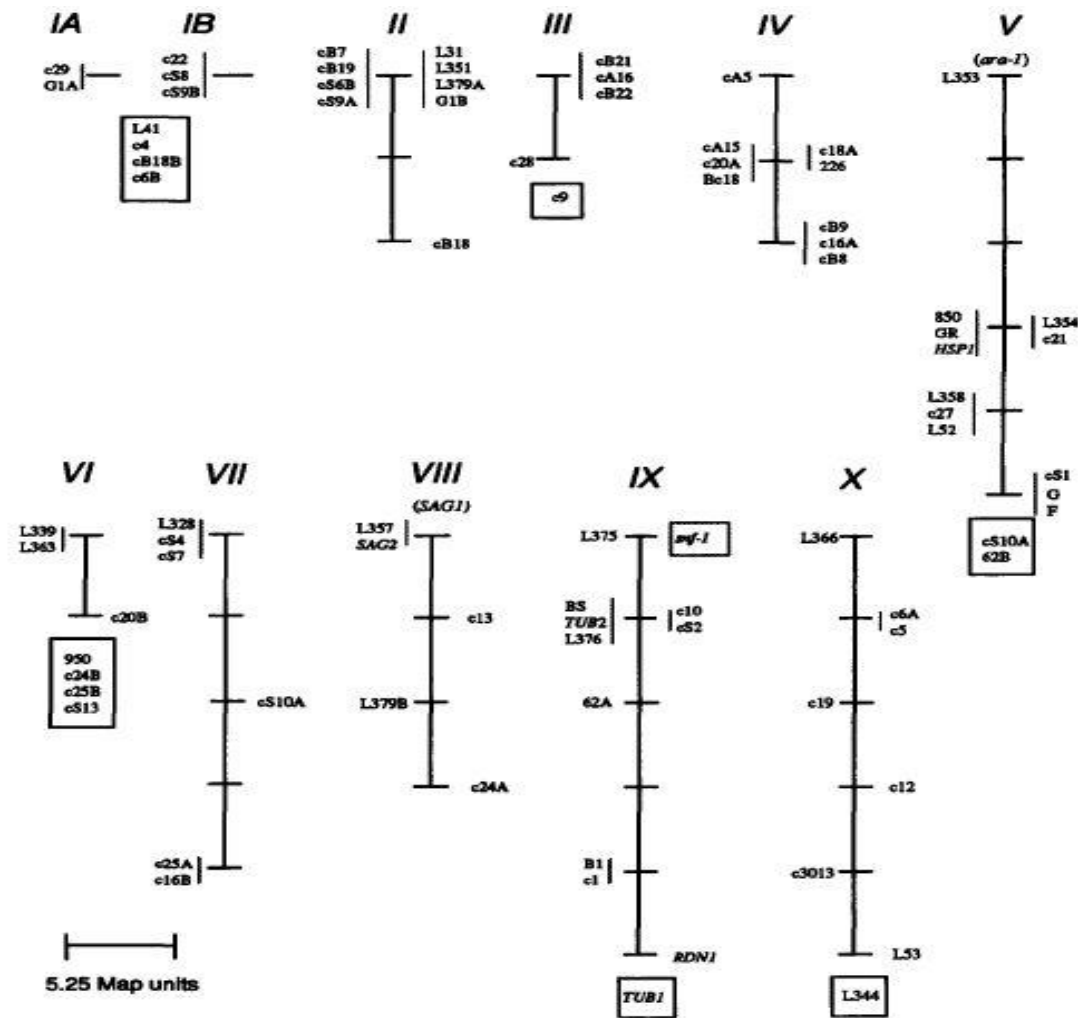 IA
IB
II
III
IV
V
c29
G1A
c22
cS8
cS9B
L41
c4
cB18B
c6B
cB7
cB19
cS6B
cS9A
L31
L351
L379A
G1B
cB18
cB21
cA16
cB22
c28
c9
cA5
cA15
c20A
Bc18
c18A
226
cB9
c16A
cB8
(ara-1)
L353
850
GR
HSP1
L354
c21
L358
c27
L52
cS1
G
F
cS10A
62B
VI
VII
VIII
IX
X
L339
L363
c20B
950
c24B
c25B
cS13
L328
cS4
cS7
cS10A
c25A
c16B
(SAG1)
L357
SAG2
c13
L379B
c24A
L375
BS
TUB2
L376
c10
cS2
62A
B1
c1
RDN1
TUB1
L366
c6A
c5
c19
c12
c3013
L53
L344
5.25 Map units